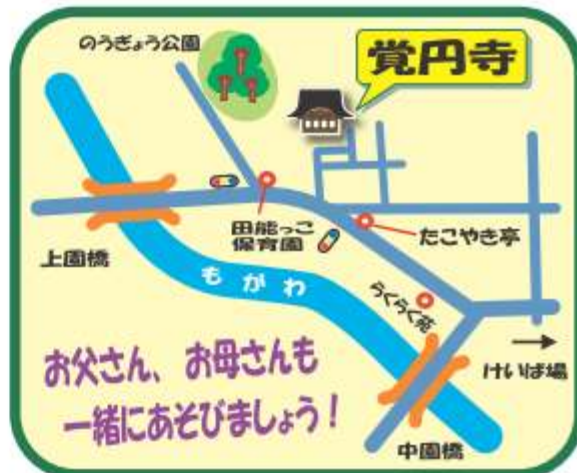 のうぎょう公園
覚円寺
田能っこ
保育園
たこやき亭
上園橋
もがわ
らくらく苑
けいば場
お父さん、お母さんも
一緒にあそびましょう！
中園橋